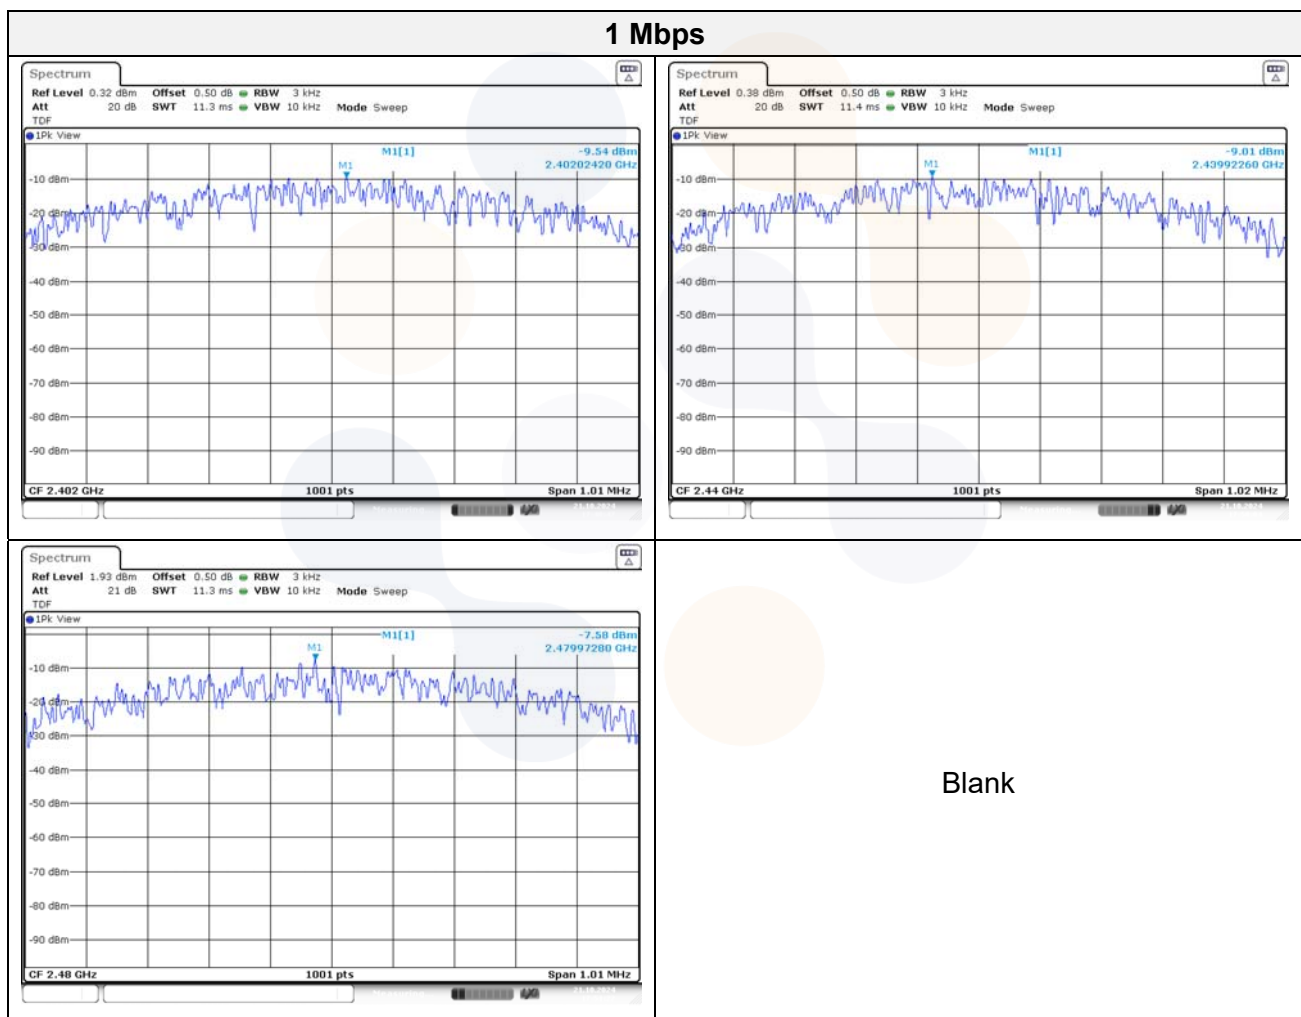 1 Mbps
Spectrum
Ref Level 0.32 dBm Offset 0.50 dB RBW 3 kHz
Att 20 dB SWT 11.3 ms VBW 10 kHz Mode Sweep
TDF
1Pk View
M1[1] -9.54 dBm
2.40202420 GHz
M1
-10 dBm
-20 dBm
-30 dBm
-40 dBm
-50 dBm
-60 dBm
-70 dBm
-80 dBm
-90 dBm
CF 2.402 GHz 1001 pts Span 1.01 MHz
Spectrum
Ref Level 0.38 dBm Offset 0.50 dB RBW 3 kHz
Att 20 dB SWT 11.4 ms VBW 10 kHz Mode Sweep
TDF
1Pk View
M1[1] -9.01 dBm
2.43992260 GHz
M1
-10 dBm
-20 dBm
-30 dBm
-40 dBm
-50 dBm
-60 dBm
-70 dBm
-80 dBm
-90 dBm
CF 2.44 GHz 1001 pts Span 1.02 MHz
Spectrum
Ref Level 1.93 dBm Offset 0.50 dB RBW 3 kHz
Att 21 dB SWT 11.3 ms VBW 10 kHz Mode Sweep
TDF
1Pk View
M1[1] -7.58 dBm
2.47997280 GHz
M1
-10 dBm
-20 dBm
-30 dBm
-40 dBm
-50 dBm
-60 dBm
-70 dBm
-80 dBm
-90 dBm
CF 2.48 GHz 1001 pts Span 1.01 MHz
Blank